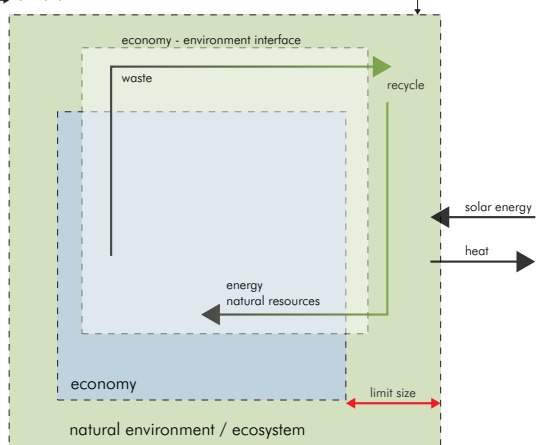 economy - environment interface
waste
recycle
solar energy
heat
energy
natural resources
economy
limit size
natural environment / ecosystem